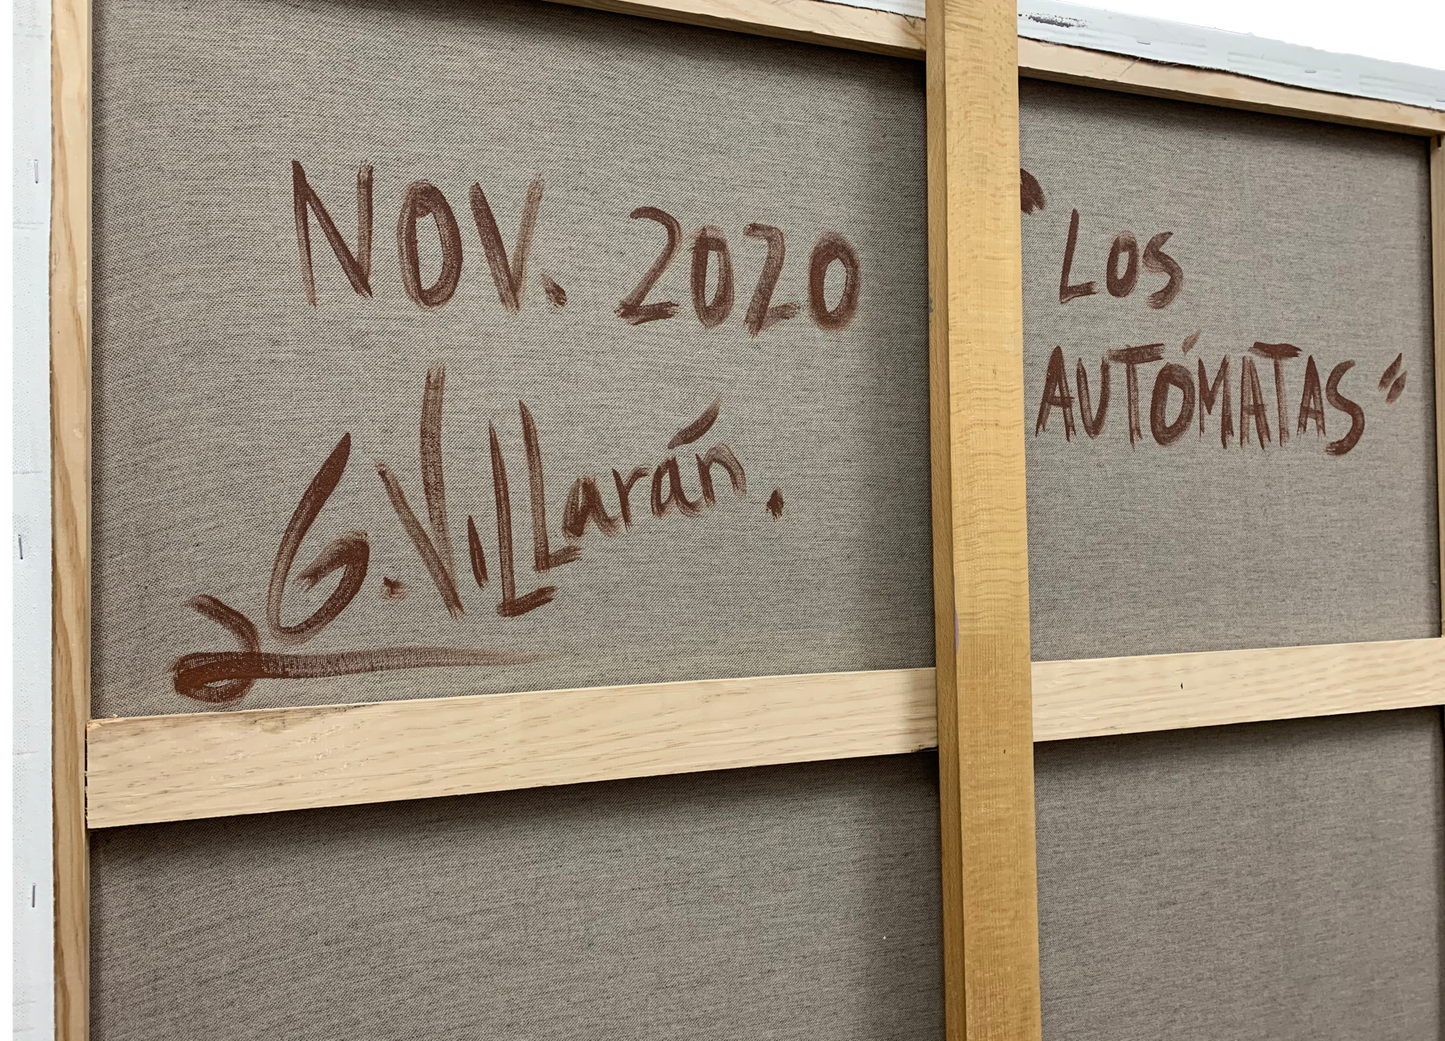 NOV. 2020
G. VILLarán.
"LOS
AUTÓMATAS"